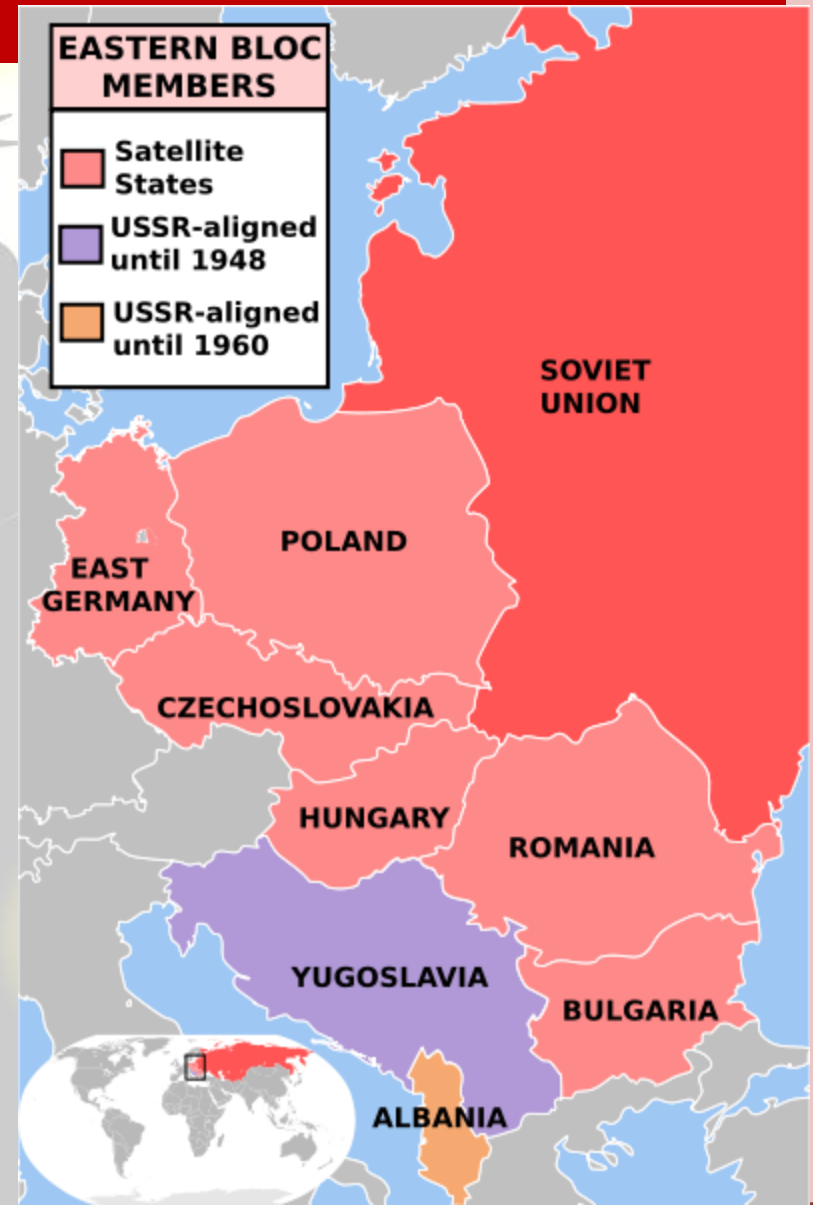 EASTERN BLOC
MEMBERS
Satellite
States
USSR-aligned
until 1948
USSR-aligned
until 1960
SOVIET
UNION
POLAND
EAST
GERMANY
CZECHOSLOVAKIA
HUNGARY
ROMANIA
YUGOSLAVIA
BULGARIA
ALBANIA